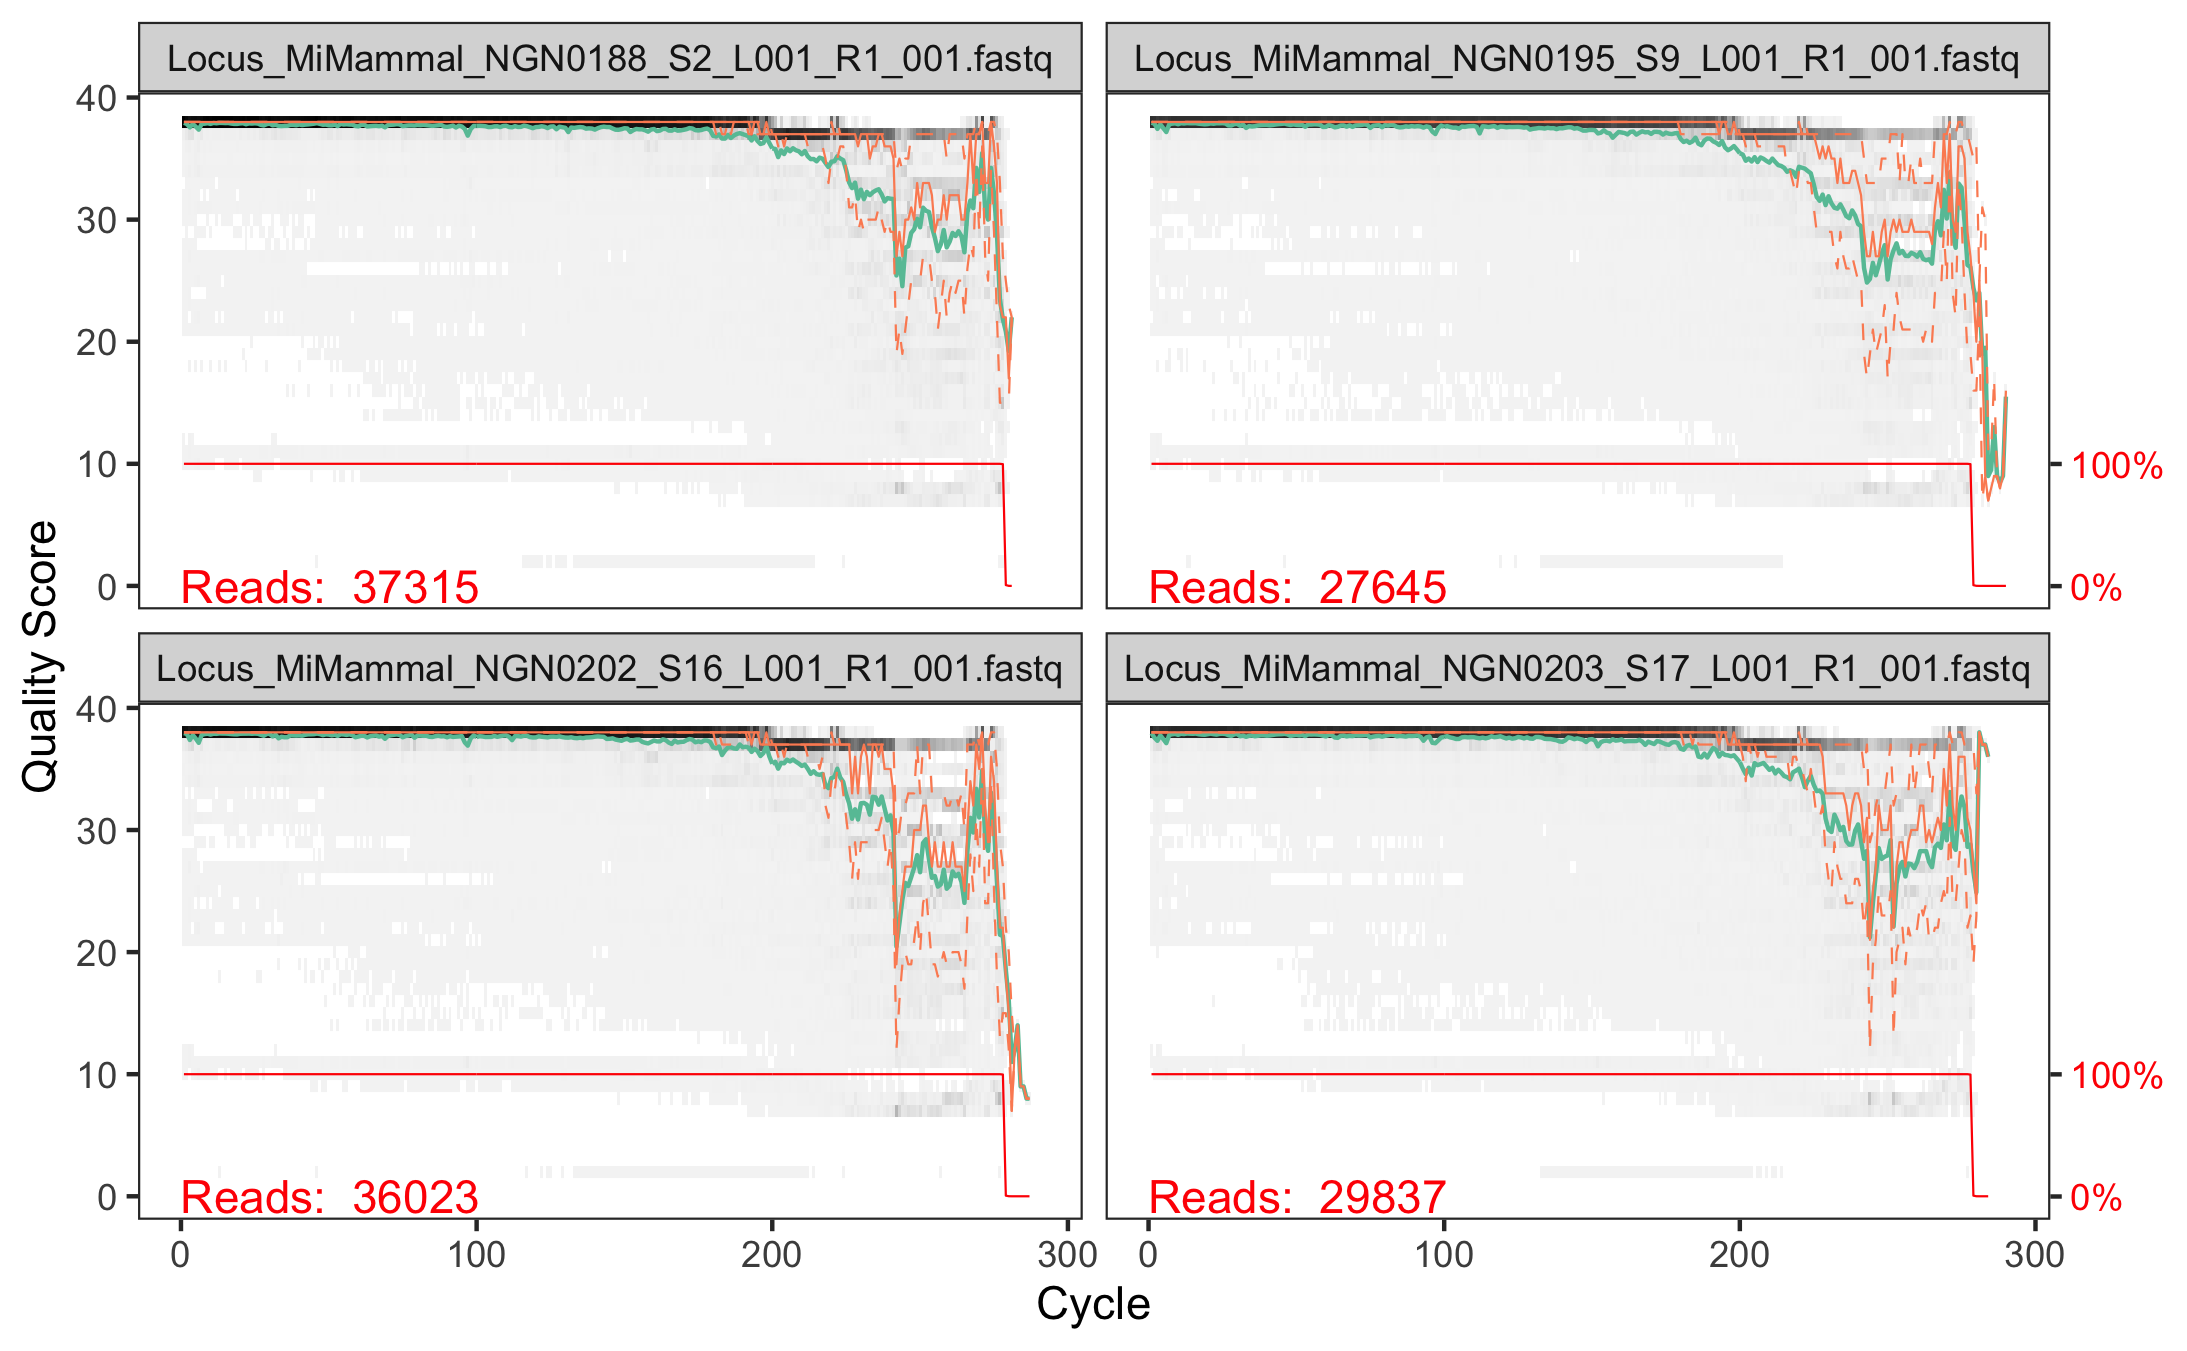 Locus_MiMammal_NGN0188_S2_L001_R1_001.fastq
Locus_MiMammal_NGN0195_S9_L001_R1_001.fastq
40
30
20
10
0
Reads: 37315
Reads: 27645
100%
0%
Quality Score
Locus_MiMammal_NGN0202_S16_L001_R1_001.fastq
Locus_MiMammal_NGN0203_S17_L001_R1_001.fastq
40
30
20
10
0
Reads: 36023
Reads: 29837
100%
0%
0 100 200 300 0 100 200 300
Cycle